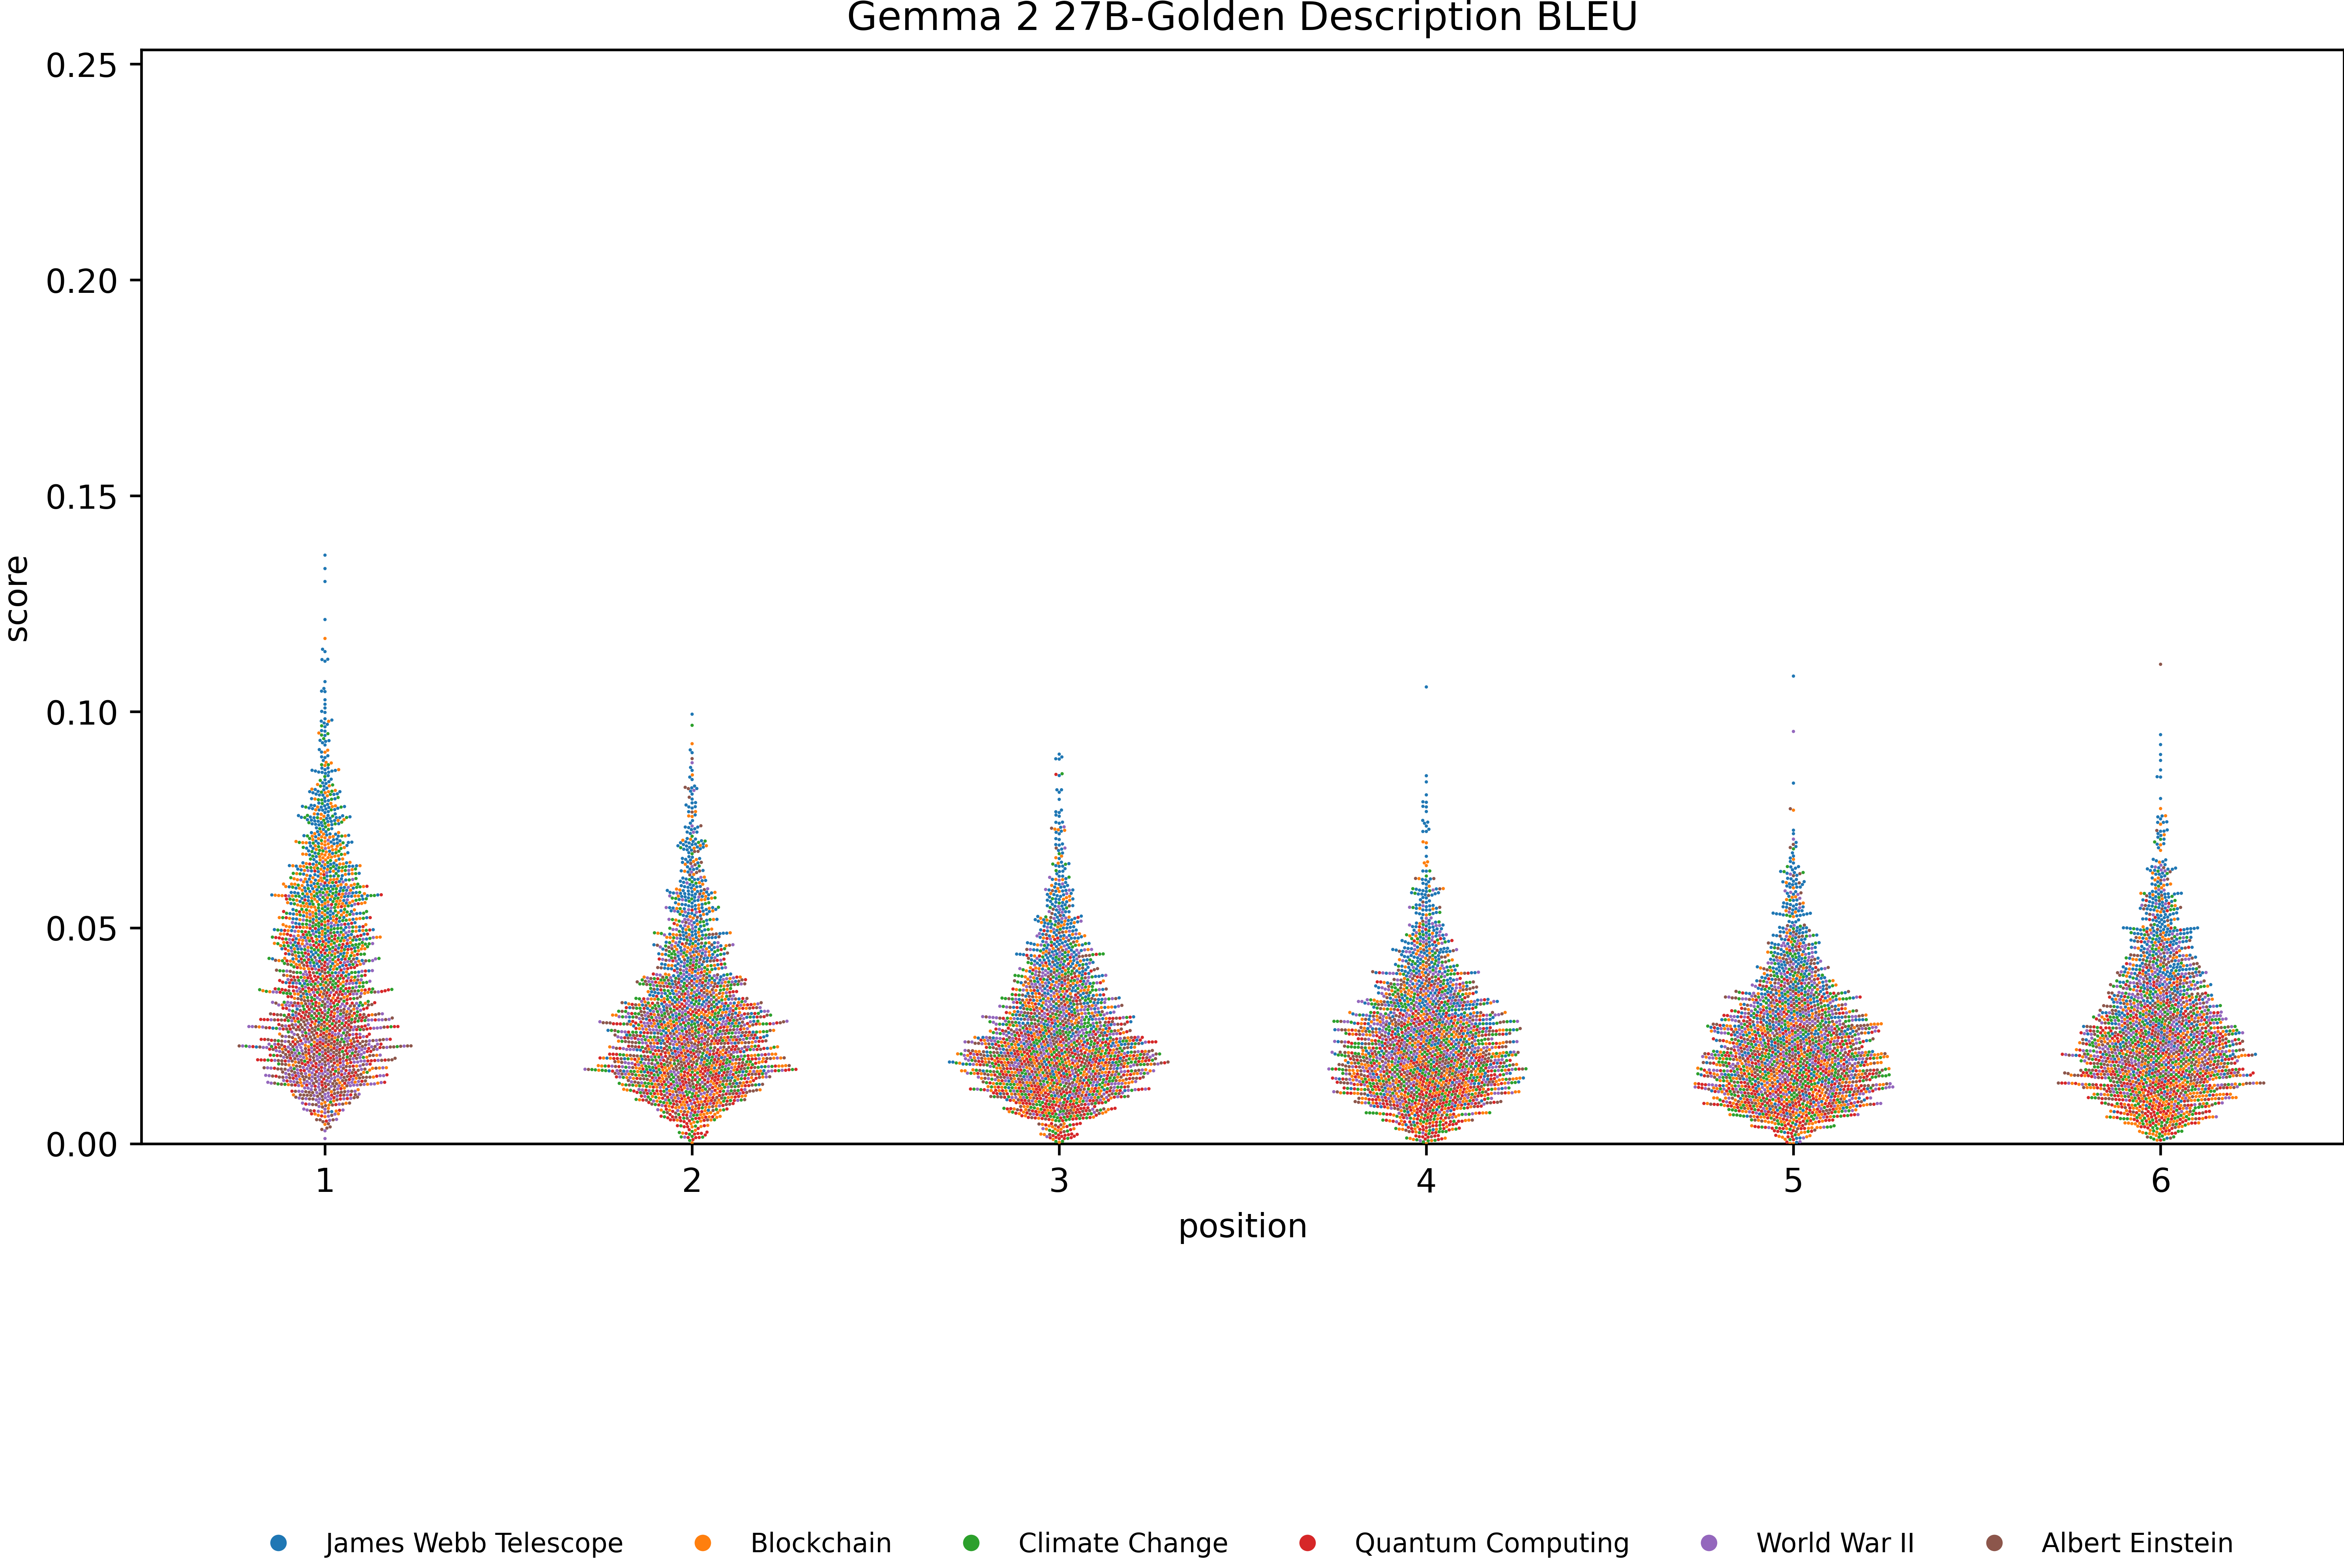 Gemma 2 27B-Golden Description BLEU
0.25
0.20
0.15
0.10
0.05
0.00
score
1 2 3 4 5 6
position
James Webb Telescope Blockchain Climate Change Quantum Computing World War II Albert Einstein